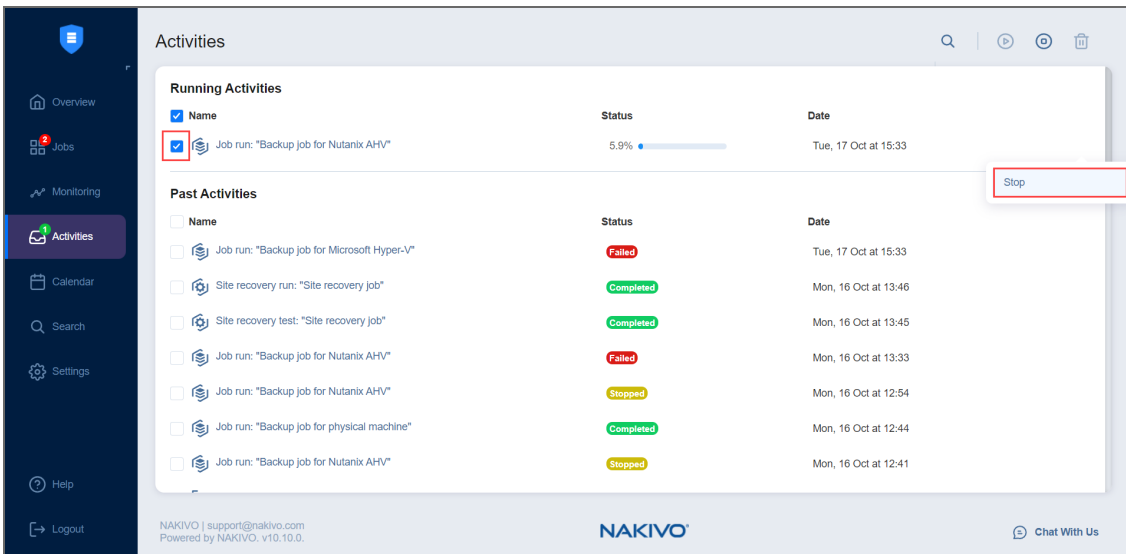 Activities
Overview
2
Jobs
Monitoring
1
Activities
Calendar
Search
Settings
Help
Logout
Running Activities
Name Status Date
Job run: "Backup job for Nutanix AHV" 5.9% Tue, 17 Oct at 15:33
Stop
Past Activities
Name Status Date
Job run: "Backup job for Microsoft Hyper-V" Failed Tue, 17 Oct at 15:33
Site recovery run: "Site recovery job" Completed Mon, 16 Oct at 13:46
Site recovery test: "Site recovery job" Completed Mon, 16 Oct at 13:45
Job run: "Backup job for Nutanix AHV" Failed Mon, 16 Oct at 13:33
Job run: "Backup job for Nutanix AHV" Stopped Mon, 16 Oct at 12:54
Job run: "Backup job for physical machine" Completed Mon, 16 Oct at 12:44
Job run: "Backup job for Nutanix AHV" Stopped Mon, 16 Oct at 12:41
NAKIVO | support@nakivo.com
Powered by NAKIVO. v10.10.0.
NAKIVO®
Chat With Us